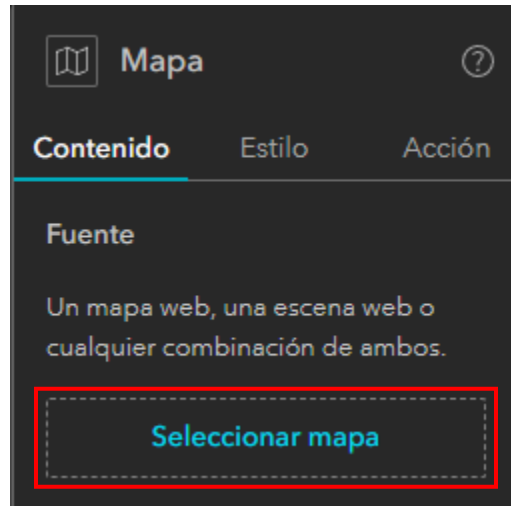 Mapa
?
Contenido Estilo Acción
Fuente
Un mapa web, una escena web o
cualquier combinación de ambos.
Seleccionar mapa